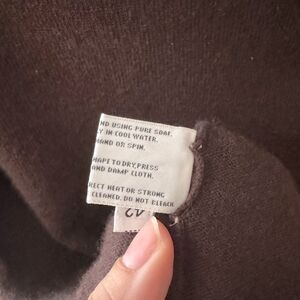 ND USING PURE SOAP,
Y IN COOL WATER.
HAND OR SPIN.
HAPE TO DRY, PRESS
AND DAMP CLOTH.
RECT HEAT OR STRONG
CLEANED. DO NOT BLEACH
42